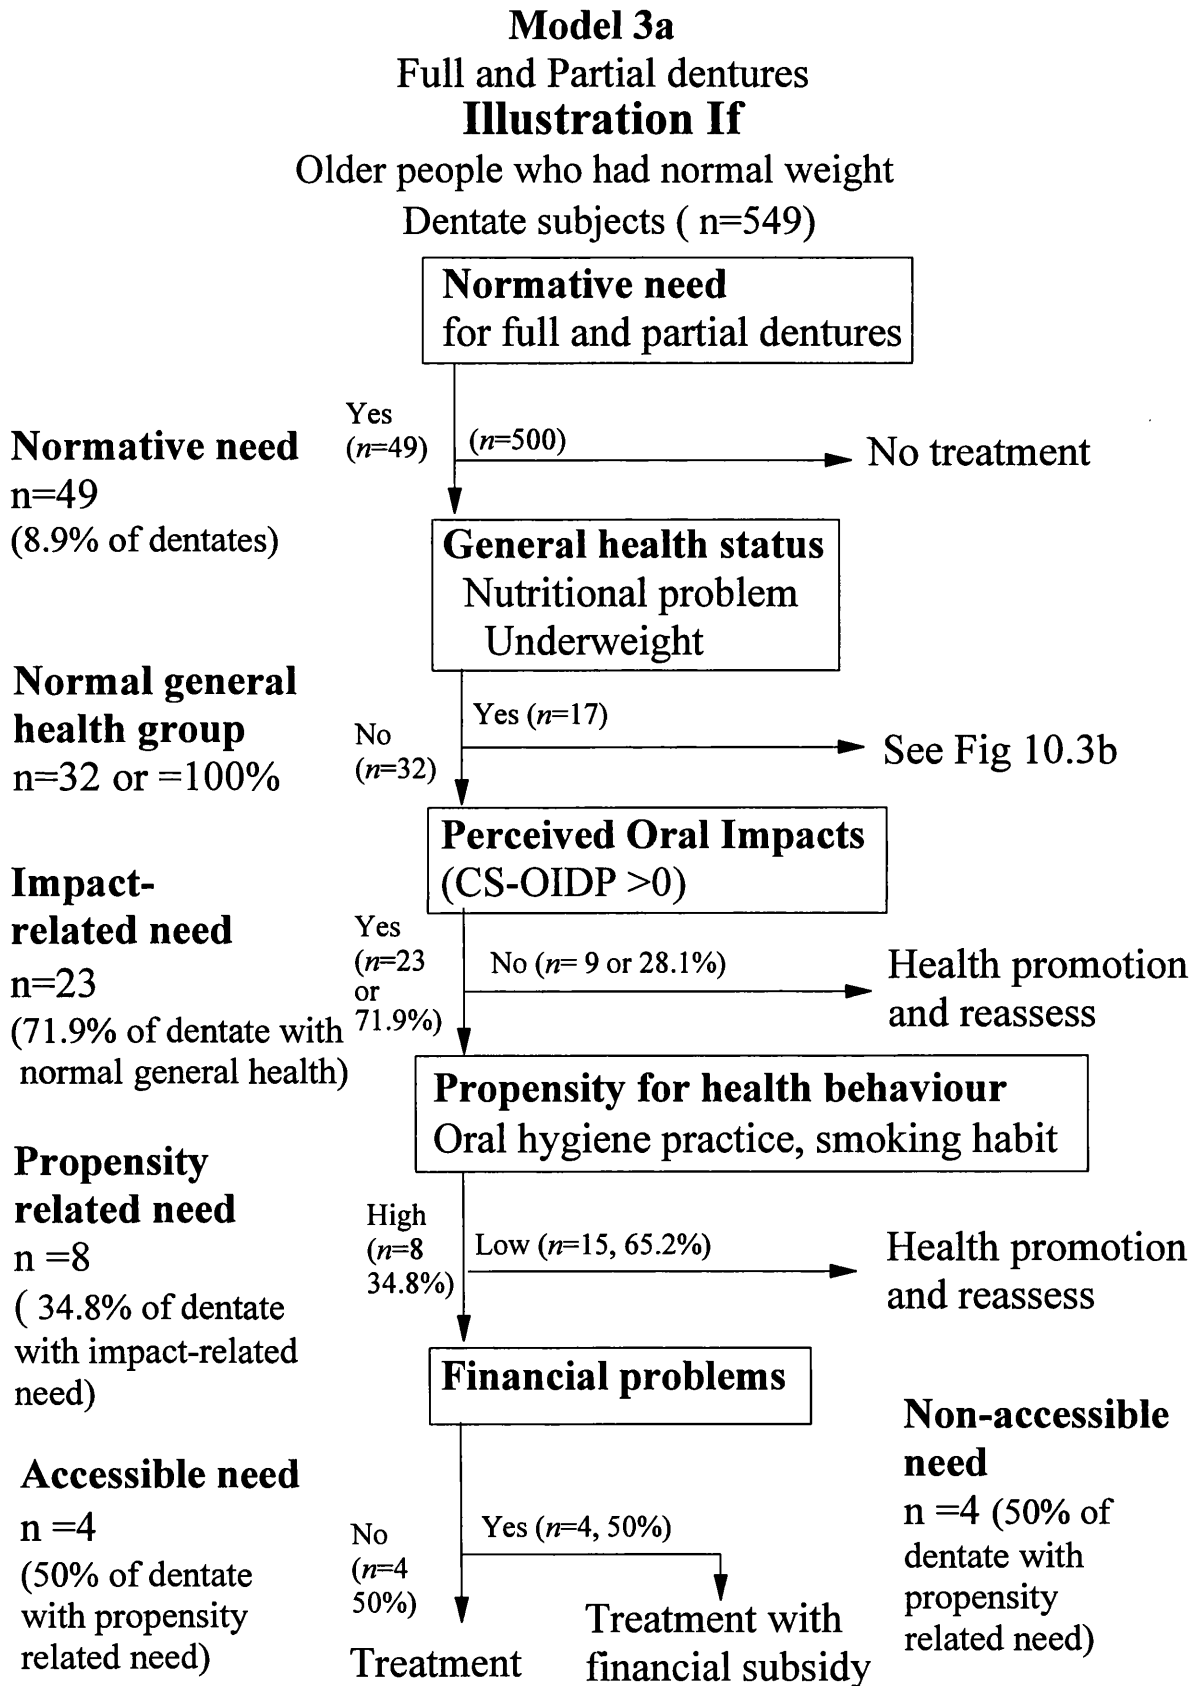 Model 3a
Full and Partial dentures
Illustration If
Older people who had normal weight
Dentate subjects ( n=549)
Normative need
for full and partial dentures
Yes
(n=49)
(n=500)
No treatment
Normative need
n=49
(8.9% of dentates)
General health status
Nutritional problem
Underweight
Normal general
health group
n=32 or =100%
No
(n=32)
Yes (n=17)
See Fig 10.3b
Perceived Oral Impacts
(CS-OIDP >0)
Impact-
related need
n=23
(71.9% of dentate with
normal general health)
Yes
(n=23
or
71.9%)
No (n= 9 or 28.1%)
Health promotion
and reassess
Propensity for health behaviour
Oral hygiene practice, smoking habit
Propensity
related need
n =8
( 34.8% of dentate
with impact-related
need)
High
(n=8
34.8%)
Low (n=15, 65.2%)
Health promotion
and reassess
Financial problems
Accessible need
n =4
(50% of dentate
with propensity
related need)
No
(n=4
50%)
Yes (n=4, 50%)
Treatment
Treatment with
financial subsidy
Non-accessible
need
n =4 (50% of
dentate with
propensity
related need)